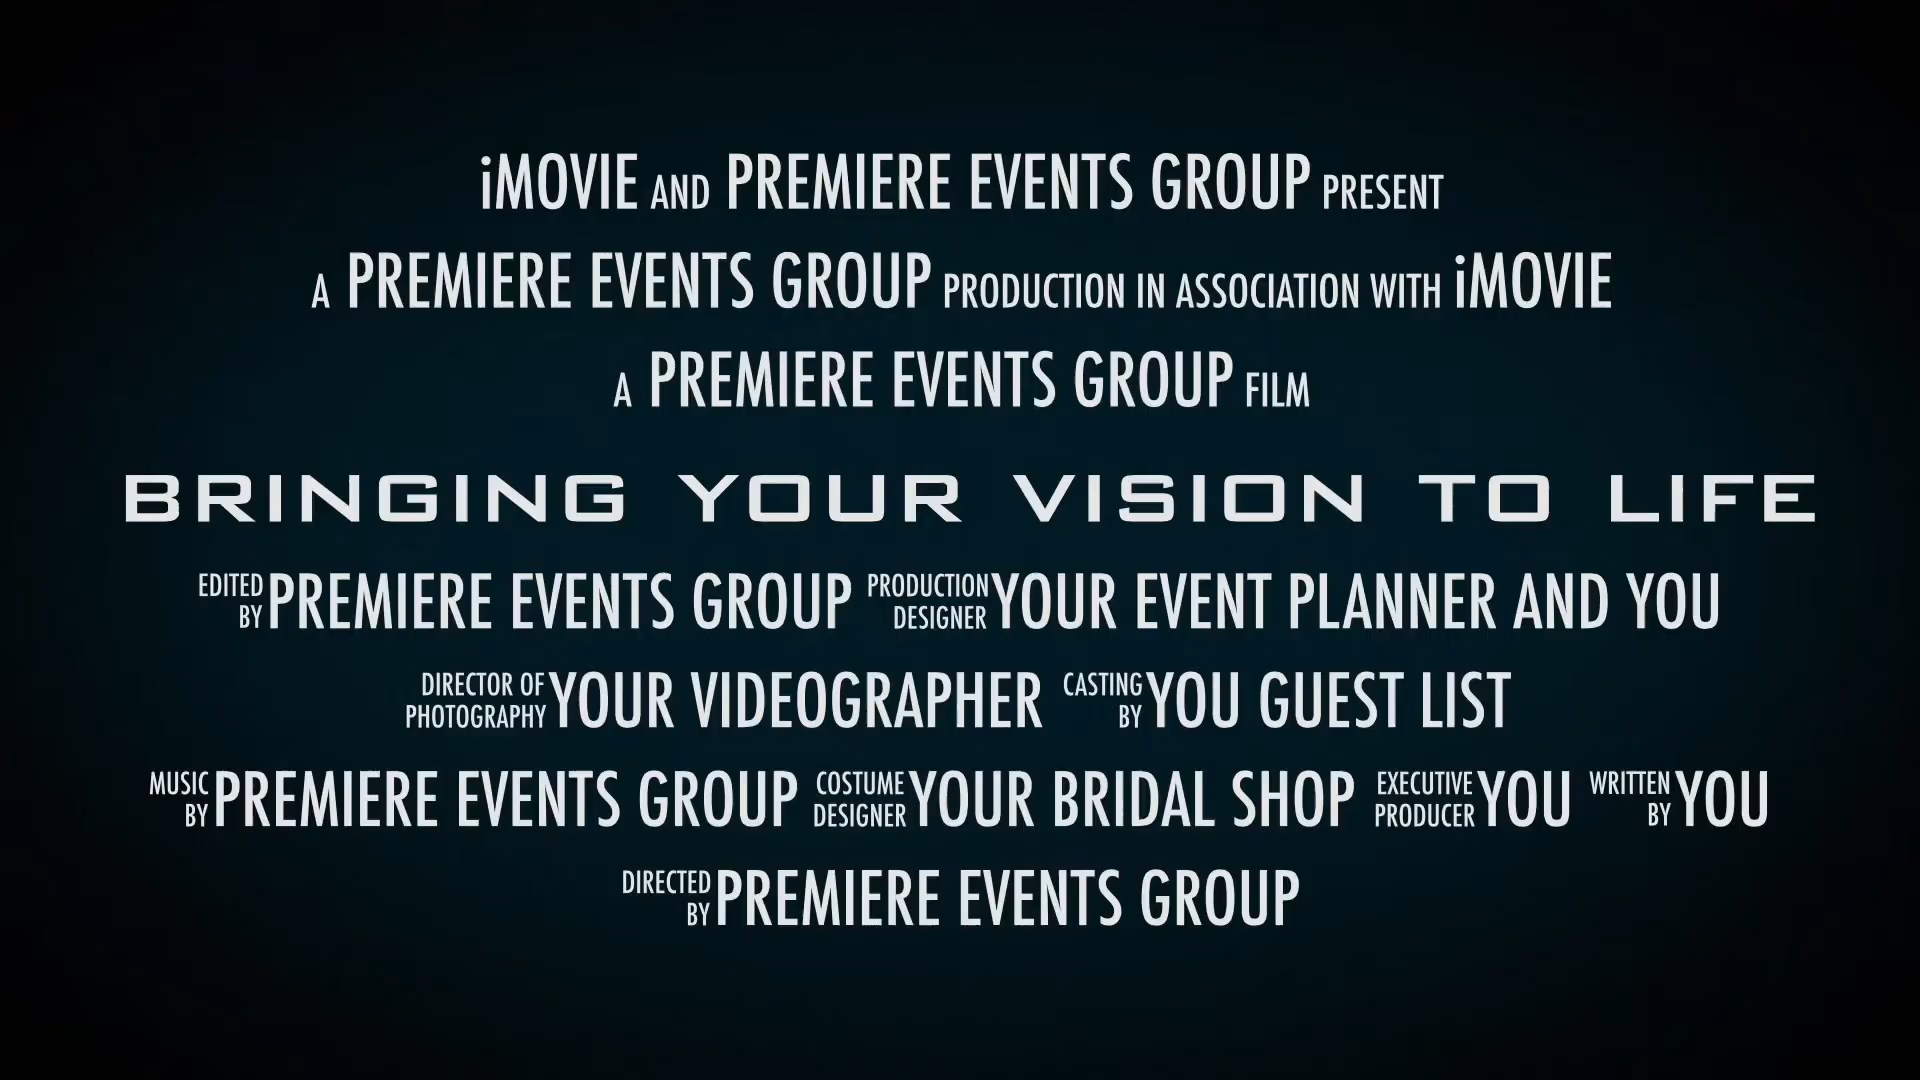 iMOVIE AND PREMIERE EVENTS GROUP PRESENT
A PREMIERE EVENTS GROUP PRODUCTION IN ASSOCIATION WITH iMOVIE
A PREMIERE EVENTS GROUP FILM
BRINGING YOUR VISION TO LIFE
EDITED BY PREMIERE EVENTS GROUP PRODUCTION DESIGNER YOUR EVENT PLANNER AND YOU
DIRECTOR OF PHOTOGRAPHY YOUR VIDEOGRAPHER CASTING BY YOU GUEST LIST
MUSIC BY PREMIERE EVENTS GROUP COSTUME DESIGNER YOUR BRIDAL SHOP EXECUTIVE PRODUCER YOU WRITTEN BY YOU
DIRECTED BY PREMIERE EVENTS GROUP